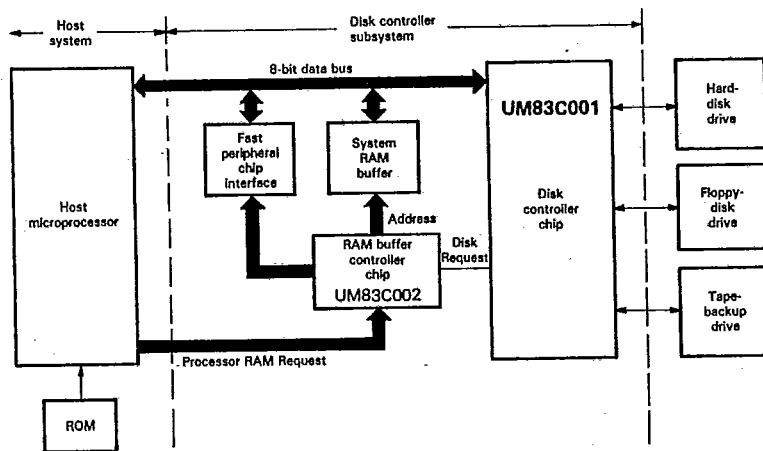 Host
system
Disk controller
subsystem
8-bit data bus
Host
microprocessor
Fast
peripheral
chip
interface
System
RAM
buffer
UM83C001
Disk
controller
chip
Address
RAM buffer
controller
chip
UM83C002
Disk
Request
Processor RAM Request
ROM
Hard-
disk
drive
Floppy-
disk
drive
Tape-
backup
drive